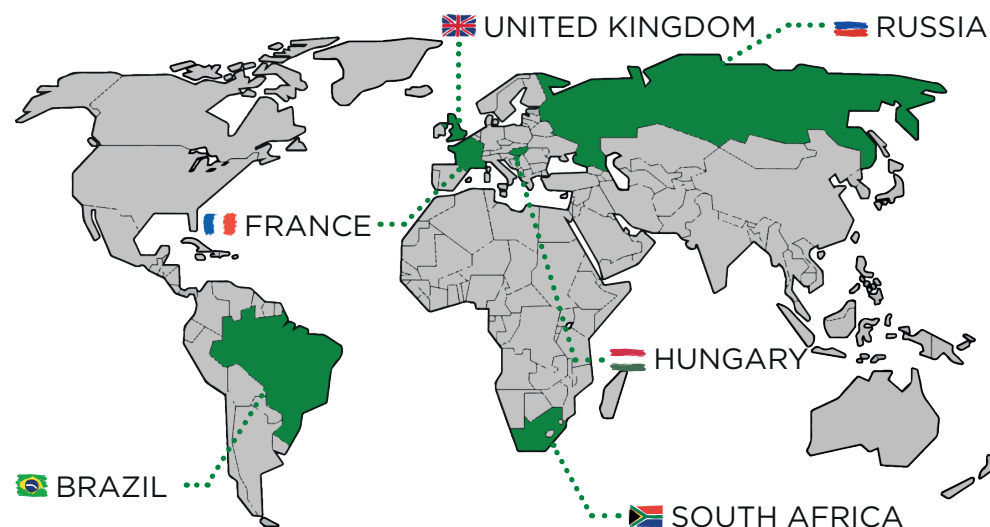 UNITED KINGDOM
RUSSIA
FRANCE
HUNGARY
BRAZIL
SOUTH AFRICA